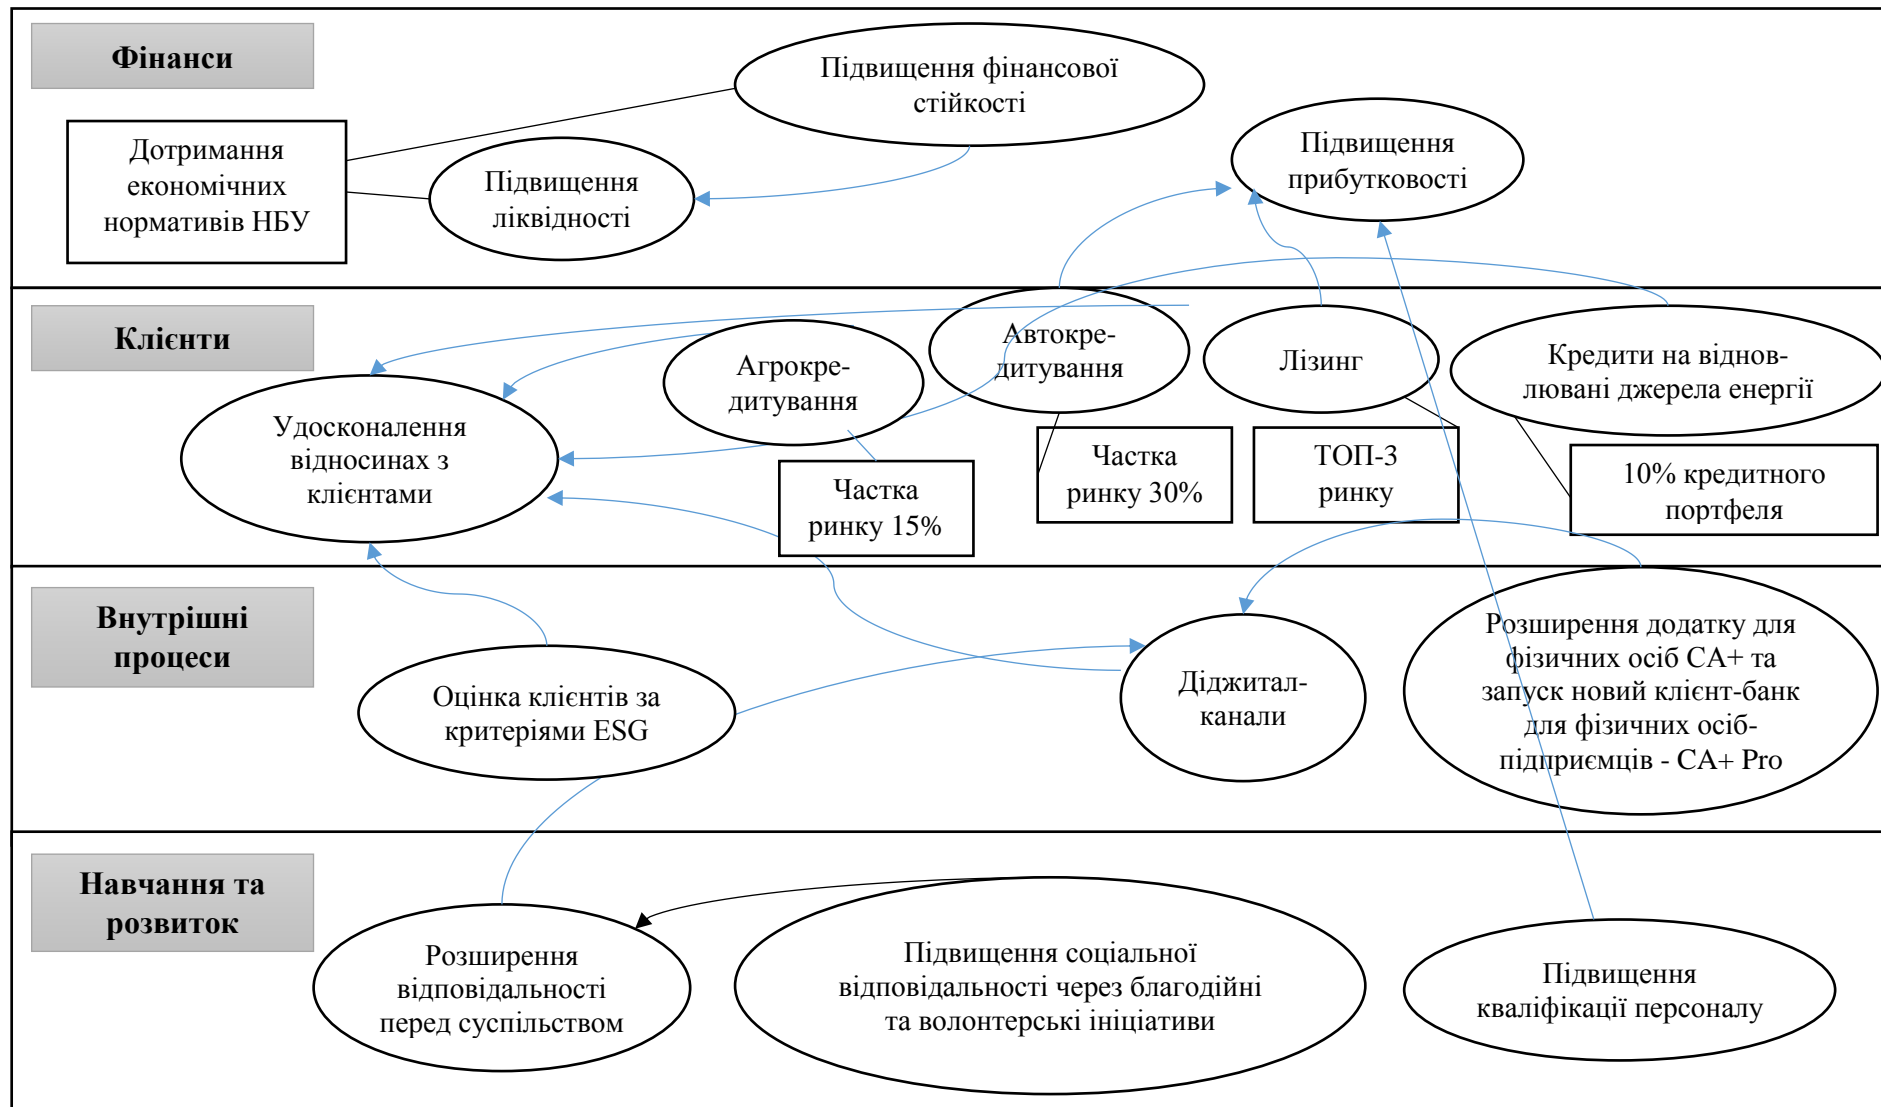 Фінанси
Підвищення фінансової
стійкості
Дотримання
економічних
нормативів НБУ
Підвищення
ліквідності
Підвищення
прибутковості
Клієнти
Удосконалення
відносинах з
клієнтами
Агрокре-
дитування
Автокре-
дитування
Лізинг
Кредити на віднов-
лювані джерела енергії
Частка
ринку 15%
Частка
ринку 30%
ТОП-3
ринку
10% кредитного
портфеля
Внутрішні
процеси
Оцінка клієнтів за
критеріями ESG
Діджитал-
канали
Розширення додатку для
фізичних осіб СА+ та
запуск новий клієнт-банк
для фізичних осіб-
підприємців - CA+ Pro
Навчання та
розвиток
Розширення
відповідальності
перед суспільством
Підвищення соціальної
відповідальності через благодійні
та волонтерські ініціативи
Підвищення
кваліфікації персоналу